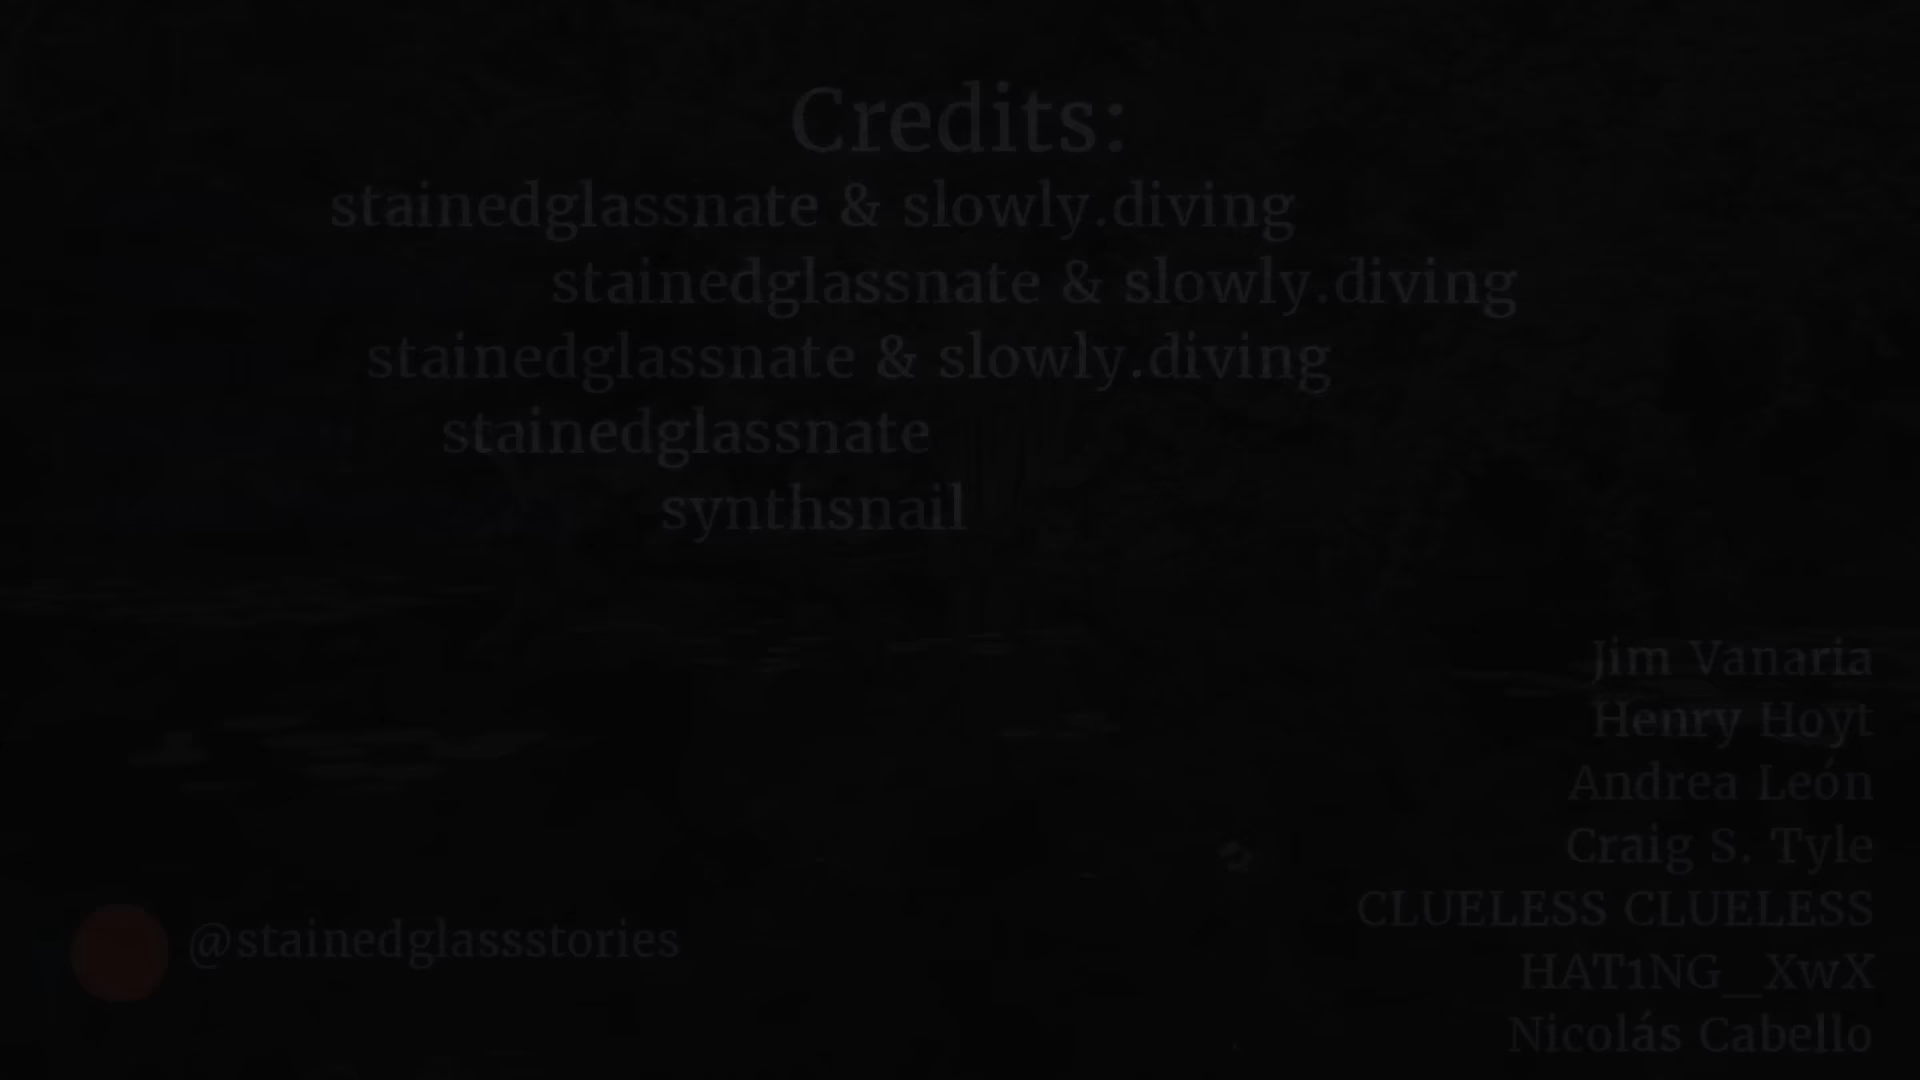 Credits:
stainedglassnate & slowly.diving
stainedglassnate & slowly.diving
stainedglassnate & slowly.diving
stainedglassnate
synthsnail
Jim Vanaria
Henry Hoyt
Andrea León
Craig S. Tyle
CLUELESS CLUELESS
@stainedglassstories
HAT1NG_XwX
Nicolás Cabello